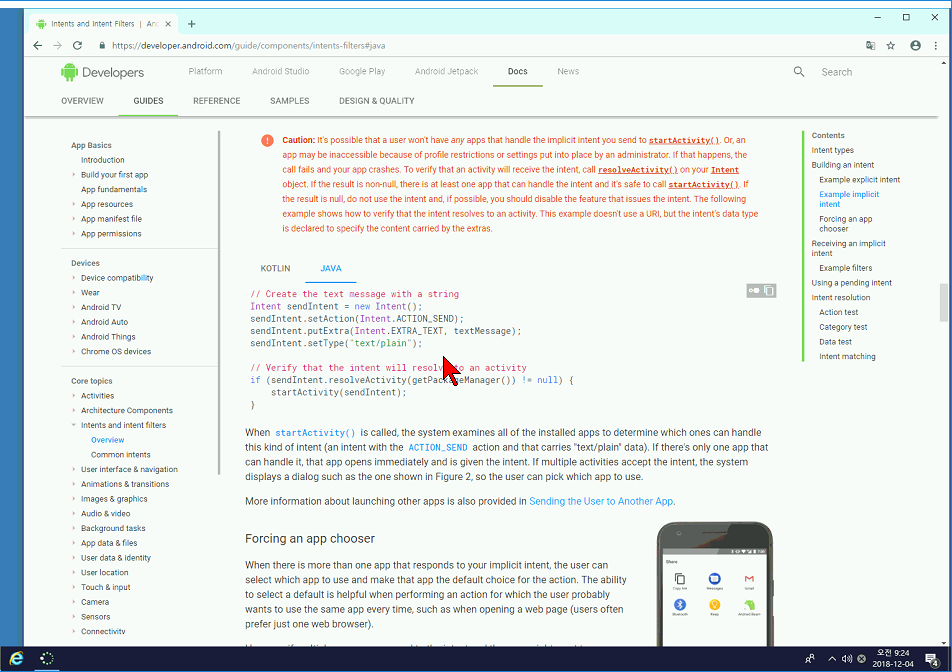 Intents and Intent Filters | An
https://developer.android.com/guide/components/intents-filters#java
Developers
Platform
Android Studio
Google Play
Android Jetpack
Docs
News
Search
OVERVIEW
GUIDES
REFERENCE
SAMPLES
DESIGN & QUALITY
App Basics
Introduction
Build your first app
App fundamentals
App resources
App manifest file
App permissions
Devices
Device compatibility
Wear
Android TV
Android Auto
Android Things
Chrome OS devices
Core topics
Activities
Architecture Components
Intents and intent filters
Overview
Common intents
User interface & navigation
Animations & transitions
Images & graphics
Audio & video
Background tasks
App data & files
User data & identity
User location
Touch & input
Camera
Sensors
Connectivity
Caution: It's possible that a user won't have any apps that handle the implicit intent you send to startActivity(). Or, an
app may be inaccessible because of profile restrictions or settings put into place by an administrator. If that happens, the
call fails and your app crashes. To verify that an activity will receive the intent, call resolveActivity() on your Intent
object. If the result is non-null, there is at least one app that can handle the intent and it's safe to call startActivity(). If
the result is null, do not use the intent and, if possible, you should disable the feature that issues the intent. The following
example shows how to verify that the intent resolves to an activity. This example doesn't use a URI, but the intent's data type
is declared to specify the content carried by the extras.
KOTLIN
JAVA
// Create the text message with a string
Intent sendIntent = new Intent();
sendIntent.setAction(Intent.ACTION_SEND);
sendIntent.putExtra(Intent.EXTRA_TEXT, textMessage);
sendIntent.setType("text/plain");
// Verify that the intent will resolve to an activity
if (sendIntent.resolveActivity(getPackageManager()) != null) {
startActivity(sendIntent);
}
When startActivity() is called, the system examines all of the installed apps to determine which ones can handle
this kind of intent (an intent with the ACTION_SEND action and that carries "text/plain" data). If there's only one app that
can handle it, that app opens immediately and is given the intent. If multiple activities accept the intent, the system
displays a dialog such as the one shown in Figure 2, so the user can pick which app to use.
More information about launching other apps is also provided in Sending the User to Another App.
Forcing an app chooser
When there is more than one app that responds to your implicit intent, the user can
select which app to use and make that app the default choice for the action. The ability
to select a default is helpful when performing an action for which the user probably
wants to use the same app every time, such as when opening a web page (users often
prefer just one web browser).
Share
Copy link
Messages
Gmail
Bluetooth
Keep
Android Beam
Contents
Intent types
Building an intent
Example explicit intent
Example implicit
intent
Forcing an app
chooser
Receiving an implicit
intent
Example filters
Using a pending intent
Intent resolution
Action test
Category test
Data test
Intent matching
오전 9:24
2018-12-04
4